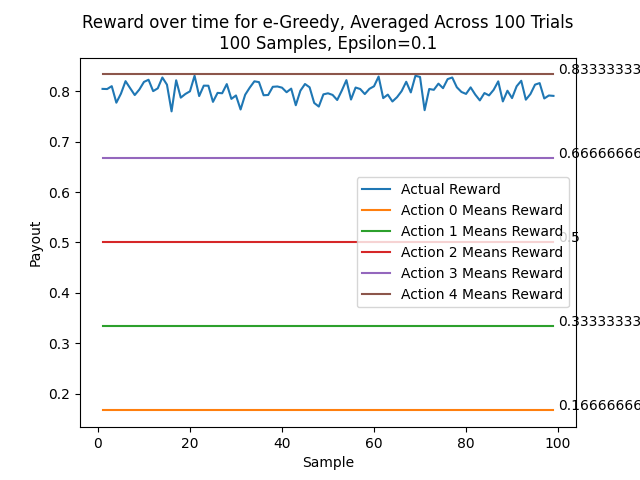 Reward over time for e-Greedy, Averaged Across 100 Trials
100 Samples, Epsilon=0.1
0.83333333
0.8
0.7
0.66666666
0.6
Actual Reward
Action 0 Means Reward
Action 1 Means Reward
Action 2 Means Reward
Action 3 Means Reward
Action 4 Means Reward
0.5
0.5
Payout
0.4
0.33333333
0.3
0.2
0.16666666
0
20
40
60
80
100
Sample